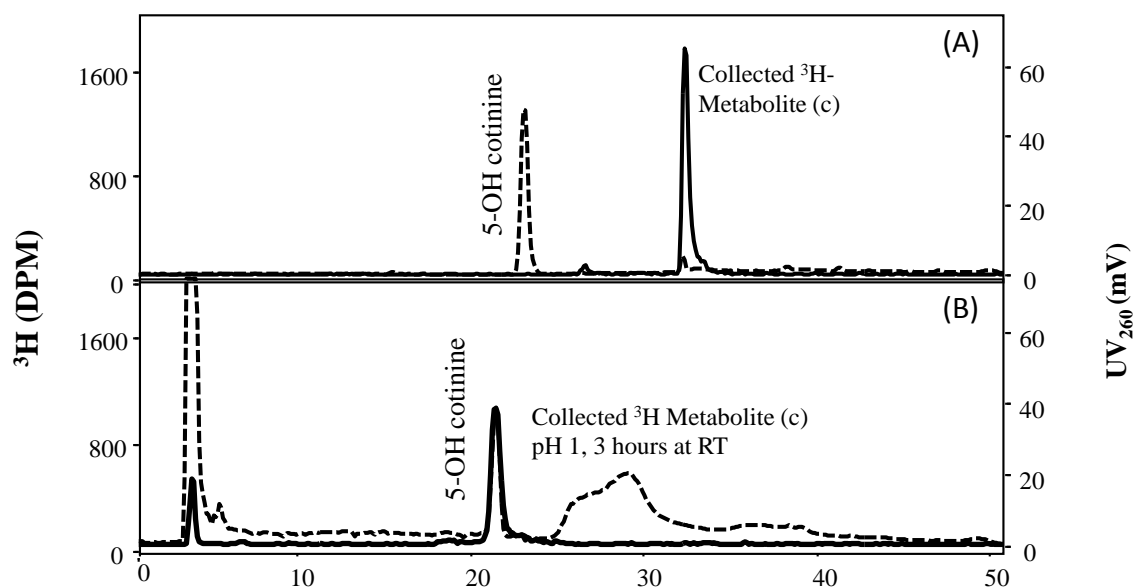 (A)
1600
800
0
60
40
20
0
5-OH cotinine
Collected ³H-
Metabolite (c)
³H (DPM)
UV₂₆₀ (mV)
(B)
1600
800
0
60
40
20
0
5-OH cotinine
Collected ³H Metabolite (c)
pH 1, 3 hours at RT
0
10
20
30
40
50